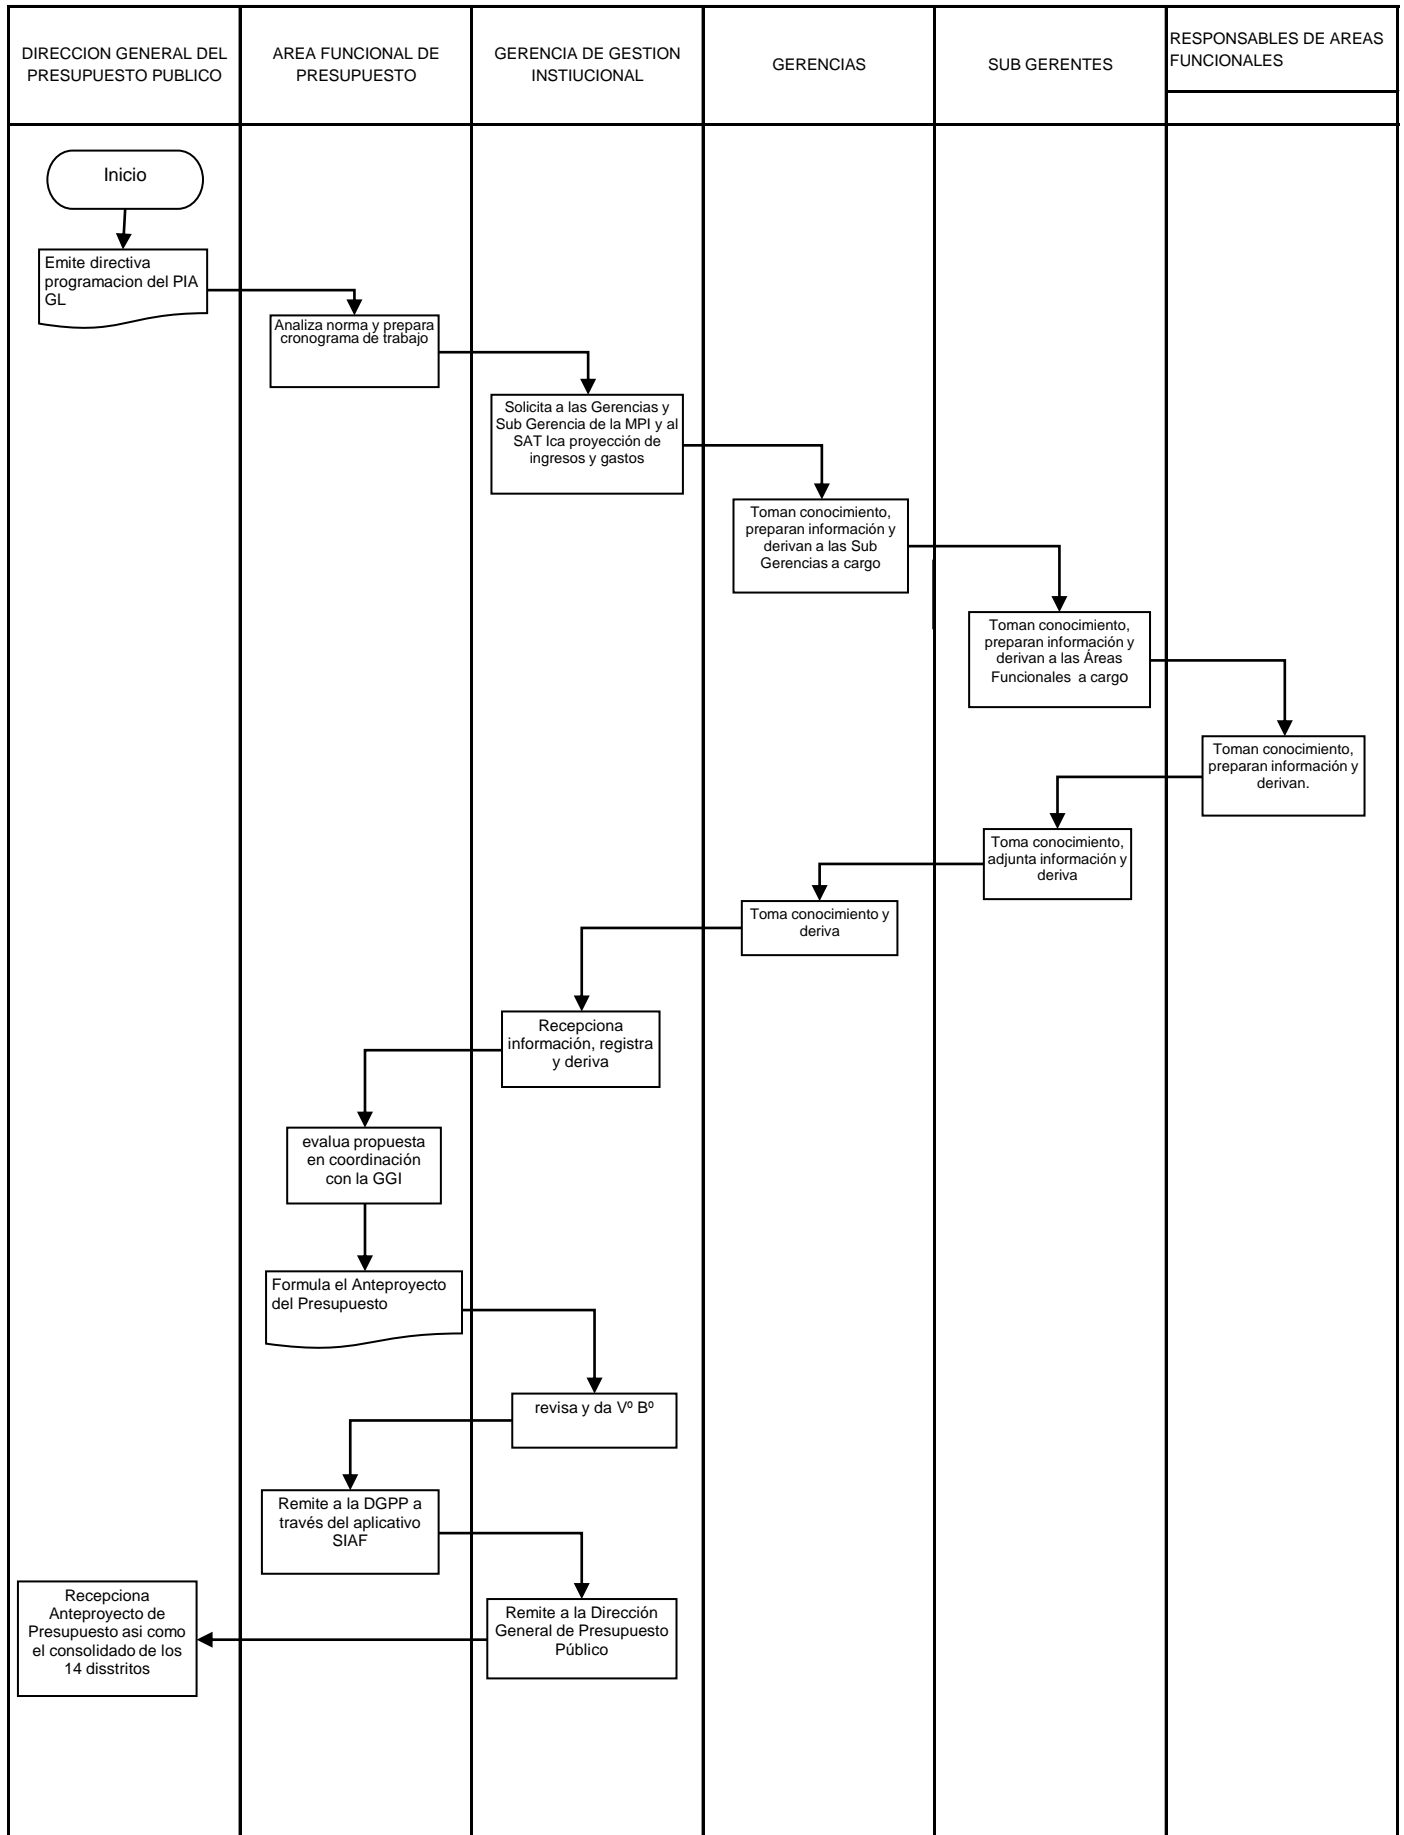 DIRECCION GENERAL DEL
PRESUPUESTO PUBLICO
AREA FUNCIONAL DE
PRESUPUESTO
GERENCIA DE GESTION
INSTIUCIONAL
GERENCIAS
SUB GERENTES
RESPONSABLES DE AREAS
FUNCIONALES
Inicio
Emite directiva
programacion del PIA
GL
Analiza norma y prepara
cronograma de trabajo
Solicita a las Gerencias y
Sub Gerencia de la MPI y al
SAT Ica proyección de
ingresos y gastos
Toman conocimiento,
preparan información y
derivan a las Sub
Gerencias a cargo
Toman conocimiento,
preparan información y
derivan a las Áreas
Funcionales a cargo
Toman conocimiento,
preparan información y
derivan.
Toma conocimiento,
adjunta información y
deriva
Toma conocimiento y
deriva
Recepciona
información, registra
y deriva
evalua propuesta
en coordinación
con la GGI
Formula el Anteproyecto
del Presupuesto
revisa y da Vº Bº
Remite a la DGPP a
través del aplicativo
SIAF
Remite a la Dirección
General de Presupuesto
Público
Recepciona
Anteproyecto de
Presupuesto asi como
el consolidado de los
14 disstritos